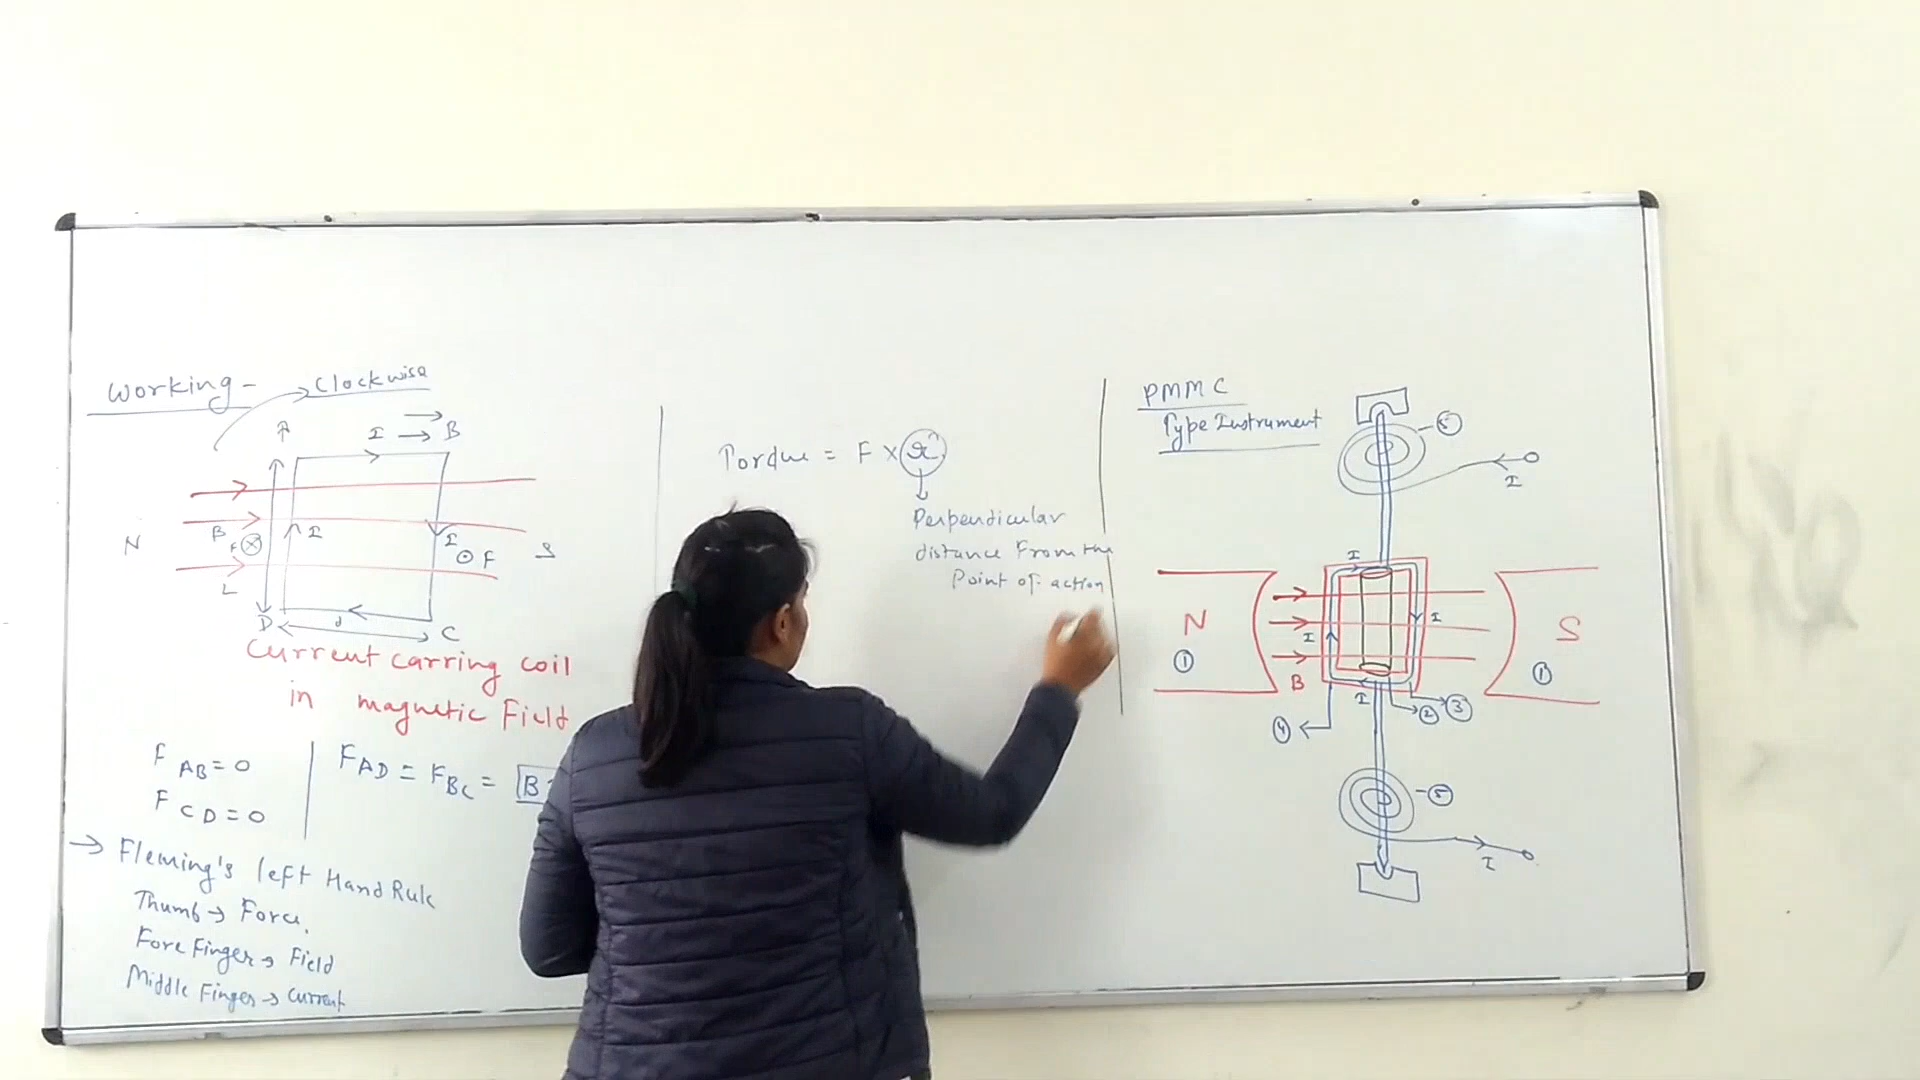 Working -
Clockwise
A
I
B
B
I
I
N
F
F
S
L
D
d
C
Current carring coil
in magnetic Field
F AB = 0
F CD = 0
F AD = F BC = B
→ Fleming's left Hand Rule
Thumb → Force.
Fore Finger → Field
Middle Finger → Current
Torque = F × r
Perpendicular
distance From the
Point of action
PMMC
Type Instrument
5
I
I
N
I
I
S
1
B
I
1
4
2
3
5
I